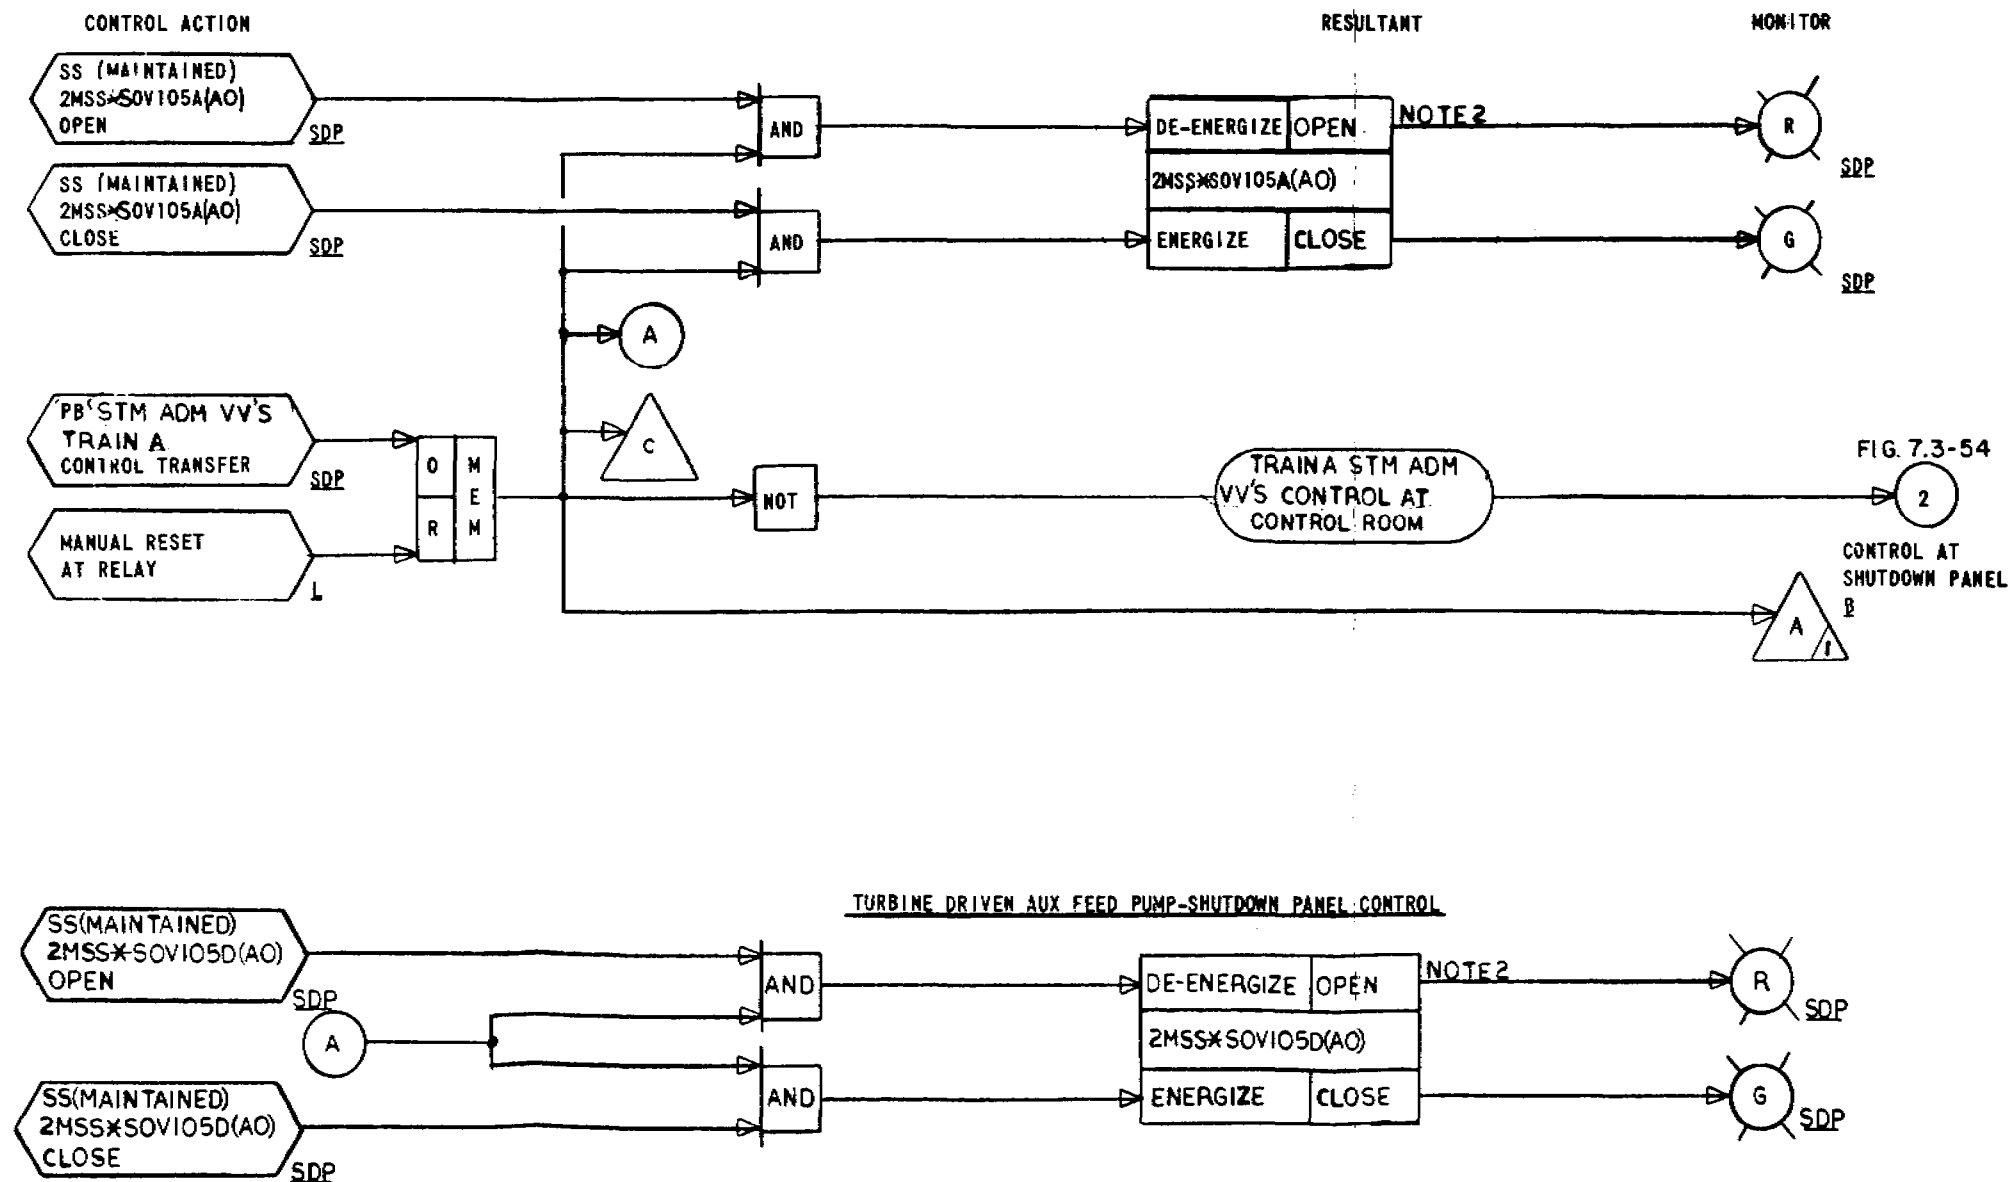 CONTROL ACTION
RESULTANT
MONITOR
SS (MAINTAINED)
2MSS*SOV105A(AO)
OPEN
SDP
AND
DE-ENERGIZE OPEN
NOTE 2
R
SDP
2MSS*SOV105A(AO)
SS (MAINTAINED)
2MSS*SOV105A(AO)
CLOSE
SDP
AND
ENERGIZE CLOSE
G
SDP
A
C
PB STM ADM VV'S
TRAIN A
CONTROL TRANSFER
SDP
MANUAL RESET
AT RELAY
L
O
R
M
E
M
NOT
TRAIN A STM ADM
VV'S CONTROL AT
CONTROL ROOM
FIG. 7.3-54
2
CONTROL AT
SHUTDOWN PANEL
B
A
1
TURBINE DRIVEN AUX FEED PUMP-SHUTDOWN PANEL CONTROL
SS(MAINTAINED)
2MSS*SOV105D(AO)
OPEN
SDP
A
AND
DE-ENERGIZE OPEN
NOTE 2
R
SDP
2MSS*SOV105D(AO)
SS(MAINTAINED)
2MSS*SOV105D(AO)
CLOSE
SDP
AND
ENERGIZE CLOSE
G
SDP